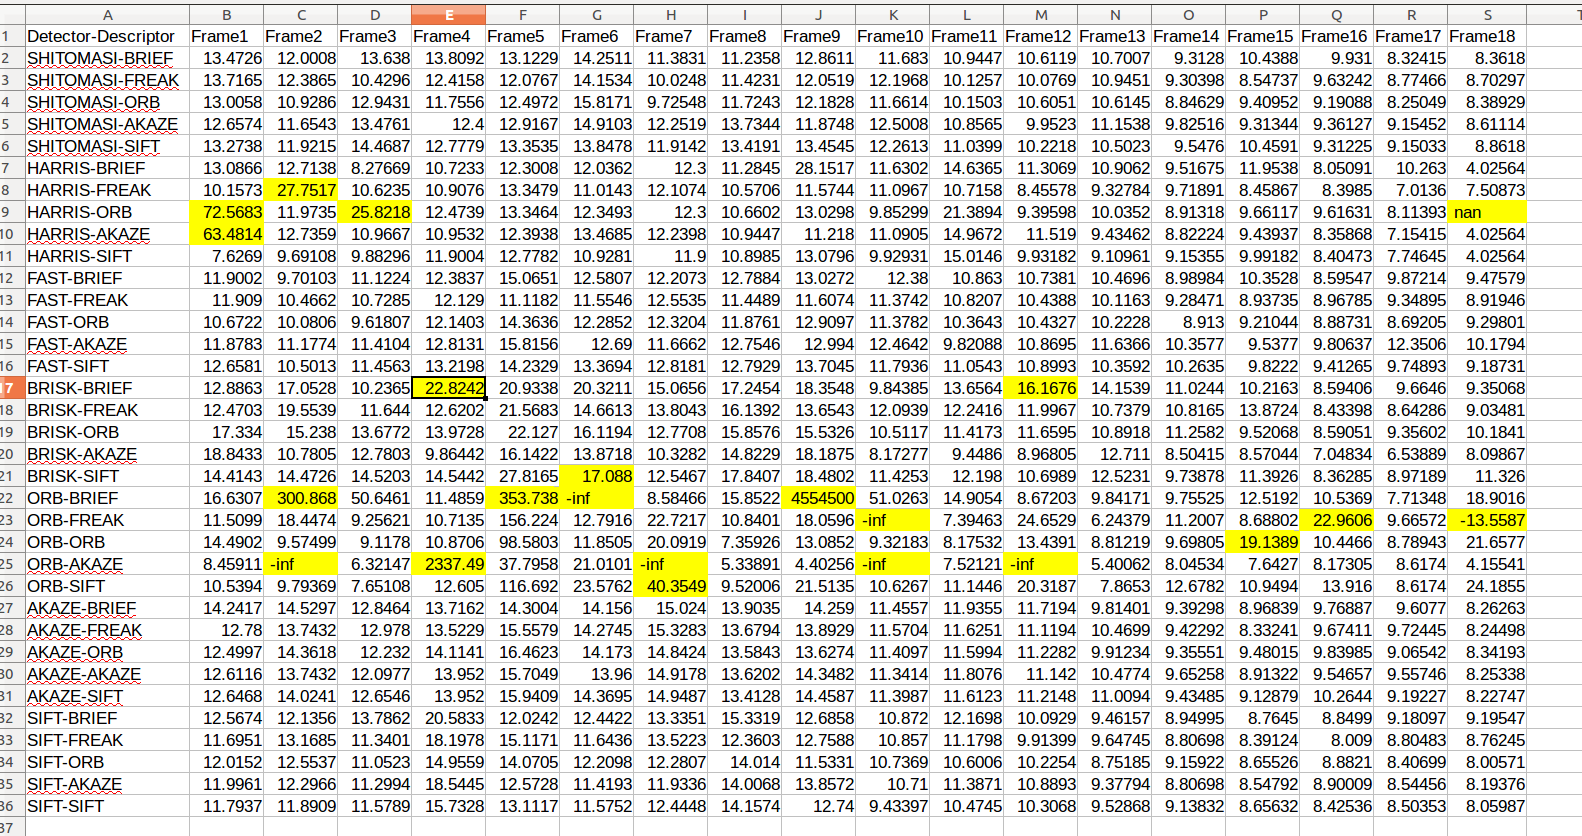 A B C D E F G H I J K L M N O P Q R S
1 Detector-Descriptor Frame1 Frame2 Frame3 Frame4 Frame5 Frame6 Frame7 Frame8 Frame9 Frame10 Frame11 Frame12 Frame13 Frame14 Frame15 Frame16 Frame17 Frame18
2 SHITOMASI-BRIEF 13.4726 12.0008 13.638 13.8092 13.1229 14.2511 11.3831 11.2358 12.8611 11.683 10.9447 10.6119 10.7007 9.3128 10.4388 9.931 8.32415 8.3618
3 SHITOMASI-FREAK 13.7165 12.3865 10.4296 12.4158 12.0767 14.1534 10.0248 11.4231 12.0519 12.1968 10.1257 10.0769 10.9451 9.30398 8.54737 9.63242 8.77466 8.70297
4 SHITOMASI-ORB 13.0058 10.9286 12.9431 11.7556 12.4972 15.8171 9.72548 11.7243 12.1828 11.6614 10.1503 10.6051 10.6145 8.84629 9.40952 9.19088 8.25049 8.38929
5 SHITOMASI-AKAZE 12.6574 11.6543 13.4761 12.4 12.9167 14.9103 12.2519 13.7344 11.8748 12.5008 10.8565 9.9523 11.1538 9.82516 9.31344 9.36127 9.15452 8.61114
6 SHITOMASI-SIFT 13.2738 11.9215 14.4687 12.7779 13.3535 13.8478 11.9142 13.4191 13.4545 12.2613 11.0399 10.2218 10.5023 9.5476 10.4591 9.31225 9.15033 8.8618
7 HARRIS-BRIEF 13.0866 12.7138 8.27669 10.7233 12.3008 12.0362 12.3 11.2845 28.1517 11.6302 14.6365 11.3069 10.9062 9.51675 11.9538 8.05091 10.263 4.02564
8 HARRIS-FREAK 10.1573 27.7517 10.6235 10.9076 13.3479 11.0143 12.1074 10.5706 11.5744 11.0967 10.7158 8.45578 9.32784 9.71891 8.45867 8.3985 7.0136 7.50873
9 HARRIS-ORB 72.5683 11.9735 25.8218 12.4739 13.3464 12.3493 12.3 10.6602 13.0298 9.85299 21.3894 9.39598 10.0352 8.91318 9.66117 9.61631 8.11393 nan
10 HARRIS-AKAZE 63.4814 12.7359 10.9667 10.9532 12.3938 13.4685 12.2398 10.9447 11.218 11.0905 14.9672 11.519 9.43462 8.82224 9.43937 8.35868 7.15415 4.02564
11 HARRIS-SIFT 7.6269 9.69108 9.88296 11.9004 12.7782 10.9281 11.9 10.8985 13.0796 9.92931 15.0146 9.93182 9.10961 9.15355 9.99182 8.40473 7.74645 4.02564
12 FAST-BRIEF 11.9002 9.70103 11.1224 12.3837 15.0651 12.5807 12.2073 12.7884 13.0272 12.38 10.863 10.7381 10.4696 8.98984 10.3528 8.59547 9.87214 9.47579
13 FAST-FREAK 11.909 10.4662 10.7285 12.129 11.1182 11.5546 12.5535 11.4489 11.6074 11.3742 10.8207 10.4388 10.1163 9.28471 8.93735 8.96785 9.34895 8.91946
14 FAST-ORB 10.6722 10.0806 9.61807 12.1403 14.3636 12.2852 12.3204 11.8761 12.9097 11.3782 10.3643 10.4327 10.2228 8.913 9.21044 8.88731 8.69205 9.29801
15 FAST-AKAZE 11.8783 11.1774 11.4104 12.8131 15.8156 12.69 11.6662 12.7546 12.994 12.4642 9.82088 10.8695 11.6366 10.3577 9.5377 9.80637 12.3506 10.1794
16 FAST-SIFT 12.6581 10.5013 11.4563 13.2198 14.2329 13.3694 12.8181 12.7929 13.7045 11.7936 11.0543 10.8993 10.3592 10.2635 9.8222 9.41265 9.74893 9.18731
17 BRISK-BRIEF 12.8863 17.0528 10.2365 22.8242 20.9338 20.3211 15.0656 17.2454 18.3548 9.84385 13.6564 16.1676 14.1539 11.0244 10.2163 8.59406 9.6646 9.35068
18 BRISK-FREAK 12.4703 19.5539 11.644 12.6202 21.5683 14.6613 13.8043 16.1392 13.6543 12.0939 12.2416 11.9967 10.7379 10.8165 13.8724 8.43398 8.64286 9.03481
19 BRISK-ORB 17.334 15.238 13.6772 13.9728 22.127 16.1194 12.7708 15.8576 15.5326 10.5117 11.4173 11.6595 10.8918 11.2582 9.52068 8.59051 9.35602 10.1841
20 BRISK-AKAZE 18.8433 10.7805 12.7803 9.86442 16.1422 13.8718 10.3282 14.8229 18.1875 8.17277 9.4486 8.96805 12.711 8.50415 8.57044 7.04834 6.53889 8.09867
21 BRISK-SIFT 14.4143 14.4726 14.5203 14.5442 27.8165 17.088 12.5467 17.8407 18.4802 11.4253 12.198 10.6989 12.5231 9.73878 11.3926 8.36285 8.97189 11.326
22 ORB-BRIEF 16.6307 300.868 50.6461 11.4859 353.738 -inf 8.58466 15.8522 4554500 51.0263 14.9054 8.67203 9.84171 9.75525 12.5192 10.5369 7.71348 18.9016
23 ORB-FREAK 11.5099 18.4474 9.25621 10.7135 156.224 12.7916 22.7217 10.8401 18.0596 -inf 7.39463 24.6529 6.24379 11.2007 8.68802 22.9606 9.66572 -13.5587
24 ORB-ORB 14.4902 9.57499 9.1178 10.8706 98.5803 11.8505 20.0919 7.35926 13.0852 9.32183 8.17532 13.4391 8.81219 9.69805 19.1389 10.4466 8.78943 21.6577
25 ORB-AKAZE 8.45911 -inf 6.32147 2337.49 37.7958 21.0101 -inf 5.33891 4.40256 -inf 7.52121 -inf 5.40062 8.04534 7.6427 8.17305 8.6174 4.15541
26 ORB-SIFT 10.5394 9.79369 7.65108 12.605 116.692 23.5762 40.3549 9.52006 21.5135 10.6267 11.1446 20.3187 7.8653 12.6782 10.9494 13.916 8.6174 24.1855
27 AKAZE-BRIEF 14.2417 14.5297 12.8464 13.7162 14.3004 14.156 15.024 13.9035 14.259 11.4557 11.9355 11.7194 9.81401 9.39298 8.96839 9.76887 9.6077 8.26263
28 AKAZE-FREAK 12.78 13.7432 12.978 13.5229 15.5579 14.2745 15.3283 13.6794 13.8929 11.5704 11.6251 11.1194 10.4699 9.42292 8.33241 9.67411 9.72445 8.24498
29 AKAZE-ORB 12.4997 14.3618 12.232 14.1141 16.4623 14.173 14.8424 13.5843 13.6274 11.4097 11.5994 11.2282 9.91234 9.35551 9.48015 9.83985 9.06542 8.34193
30 AKAZE-AKAZE 12.6116 13.7432 12.0977 13.952 15.7049 13.96 14.9178 13.6202 14.3482 11.3414 11.8076 11.142 10.4774 9.65258 8.91322 9.54657 9.55746 8.25338
31 AKAZE-SIFT 12.6468 14.0241 12.6546 13.952 15.9409 14.3695 14.9487 13.4128 14.4587 11.3987 11.6123 11.2148 11.0094 9.43485 9.12879 10.2644 9.19227 8.22747
32 SIFT-BRIEF 12.5674 12.1356 13.7862 20.5833 12.0242 12.4422 13.3351 15.3319 12.6858 10.872 12.1698 10.0929 9.46157 8.94995 8.7645 8.8499 9.18097 9.19547
33 SIFT-FREAK 11.6951 13.1685 11.3401 18.1978 15.1171 11.6436 13.5223 12.3603 12.7588 10.857 11.1798 9.91399 9.64745 8.80698 8.39124 8.009 8.80483 8.76245
34 SIFT-ORB 12.0152 12.5537 11.0523 14.9559 14.0705 12.2098 12.2807 14.014 11.5331 10.7369 10.6006 10.2254 8.75185 9.15922 8.65526 8.8821 8.40699 8.00571
35 SIFT-AKAZE 11.9961 12.2966 11.2994 18.5445 12.5728 11.4193 11.9336 14.0068 13.8572 10.71 11.3871 10.8893 9.37794 8.80698 8.54792 8.90009 8.54456 8.19376
36 SIFT-SIFT 11.7937 11.8909 11.5789 15.7328 13.1117 11.5752 12.4448 14.1574 12.74 9.43397 10.4745 10.3068 9.52868 9.13832 8.65632 8.42536 8.50353 8.05987
37